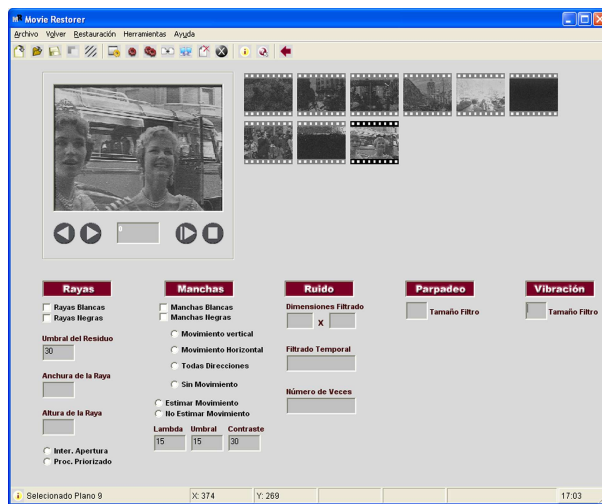 Movie Restorer
Archivo Volver Restauración Herramientas Ayuda
0
Rayas
Rayas Blancas
Rayas Negras
Umbral del Residuo
30
Anchura de la Raya
Altura de la Raya
Inter. Apertura
Proc. Priorizado
Manchas
Manchas Blancas
Manchas Negras
Movimiento vertical
Movimiento Horizontal
Todas Direcciones
Sin Movimiento
Estimar Movimiento
No Estimar Movimiento
Lambda Umbral Contraste
15 15 30
Ruido
Dimensiones Filtrado
X
Filtrado Temporal
Número de Veces
Parpadeo
Tamaño Filtro
Vibración
Tamaño Filtro
Selecionado Plano 9 X: 374 Y: 269 17:03